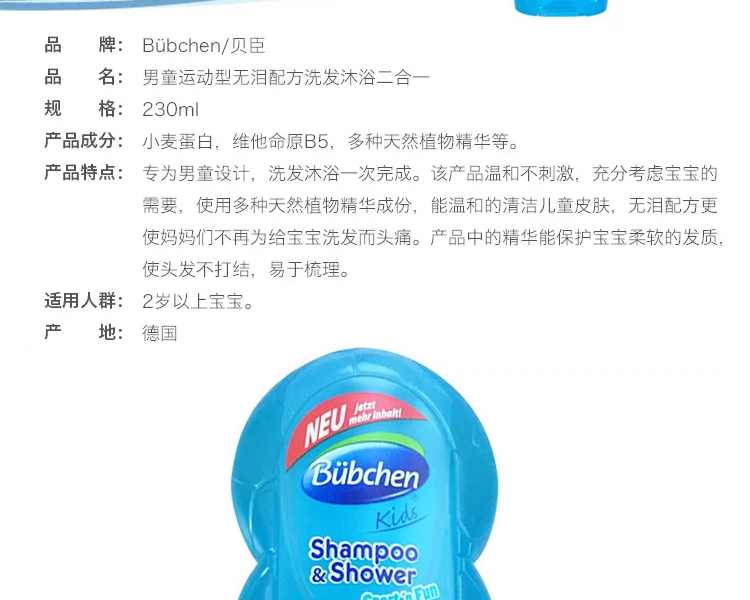 品 牌: Bübchen/贝臣
品 名: 男童运动型无泪配方洗发沐浴二合一
规 格: 230ml
产品成分: 小麦蛋白，维他命原B5，多种天然植物精华等。
产品特点: 专为男童设计，洗发沐浴一次完成。该产品温和不刺激，充分考虑宝宝的
需要，使用多种天然植物精华成份，能温和的清洁儿童皮肤，无泪配方更
使妈妈们不再为给宝宝洗发而头痛。产品中的精华能保护宝宝柔软的发质，
使头发不打结，易于梳理。
适用人群: 2岁以上宝宝。
产 地: 德国
NEU jetzt
mehr Inhalt!
Bübchen
Kids
Shampoo
& Shower
Sport'n Fun